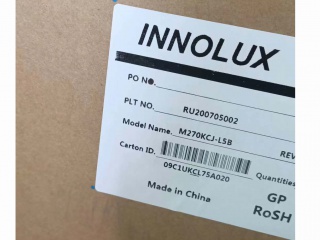 INNOLUX
PO NO.
PLT NO. RU200705002
Model Name: M270KCJ-L5B REV
Carton ID. Quantities
09C1UKCL75A020
Made in China GP
RoSH